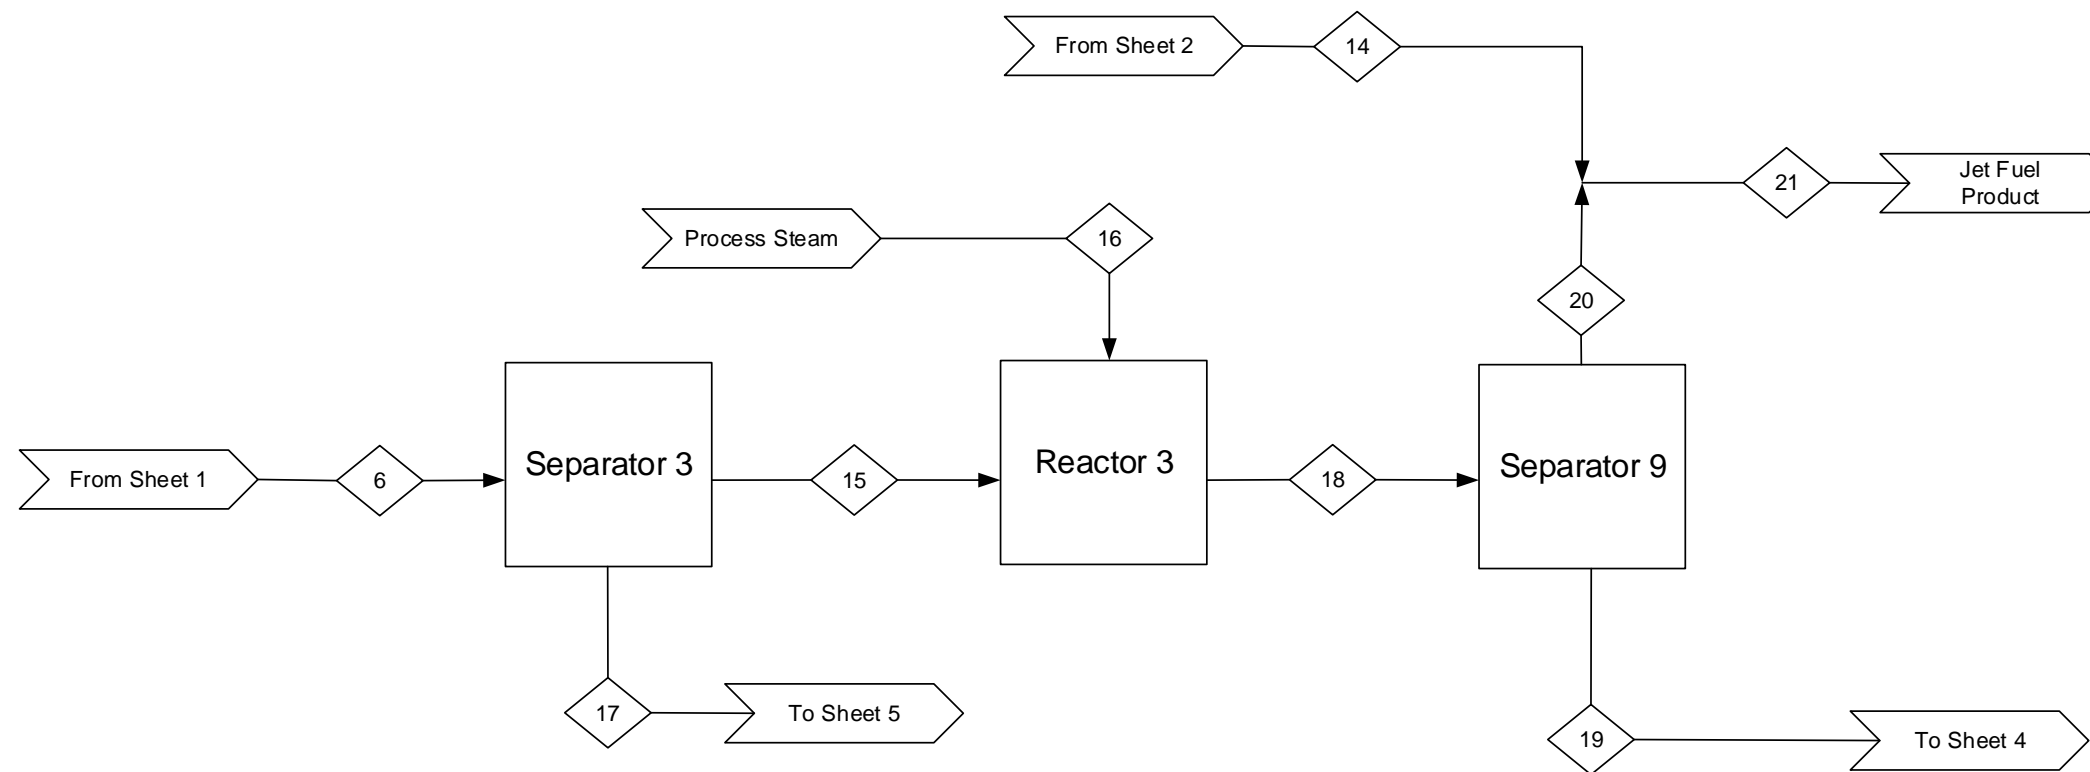 From Sheet 2
14
Jet Fuel
Product
21
Process Steam
16
20
Separator 3
Reactor 3
Separator 9
From Sheet 1
6
15
18
17
To Sheet 5
19
To Sheet 4